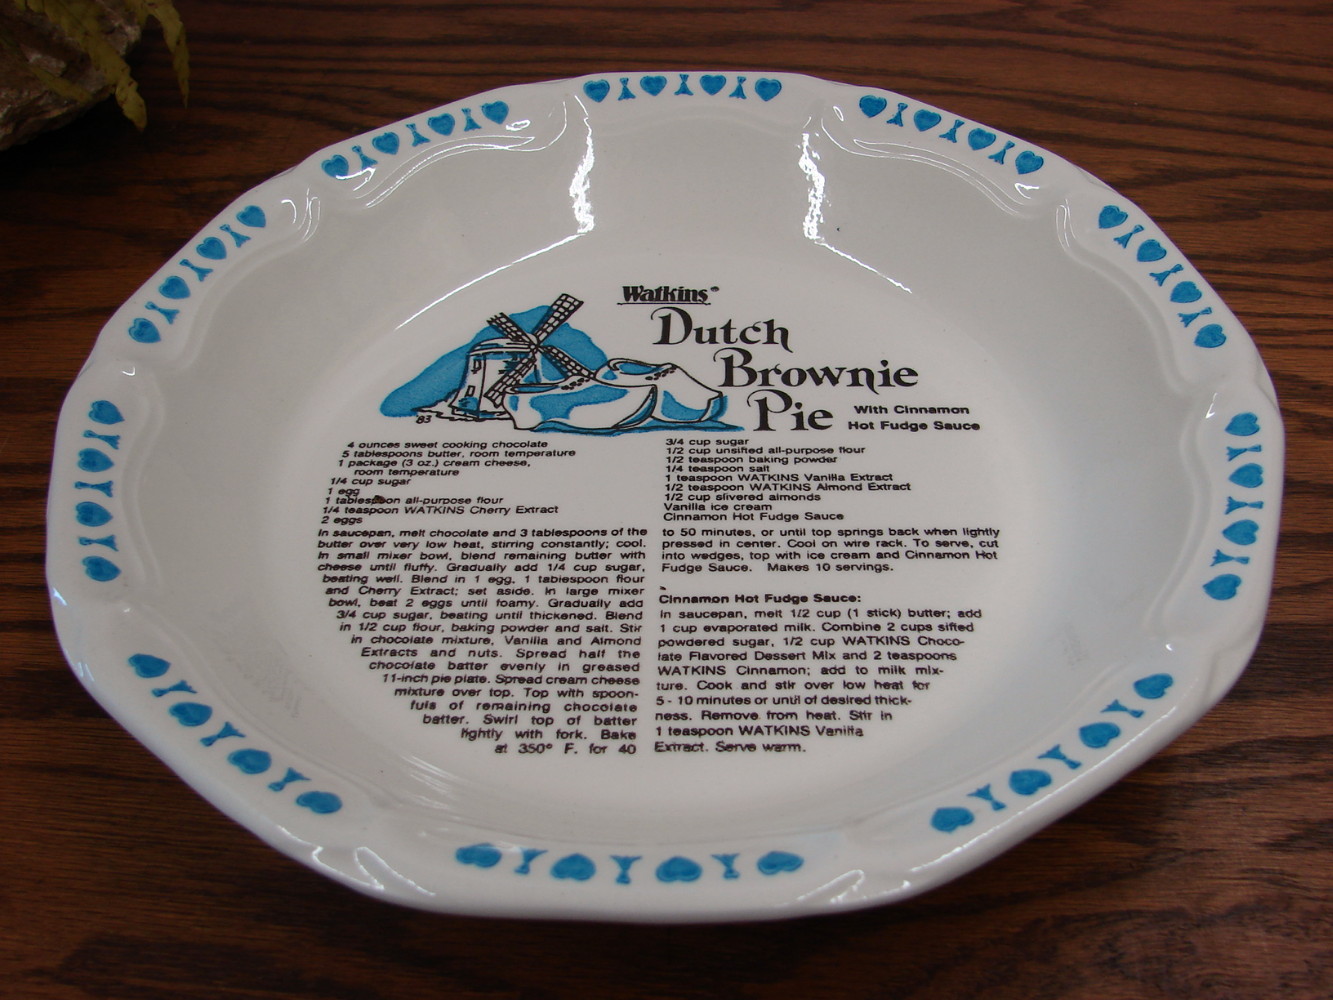 Watkins®
Dutch
Brownie
Pie
With Cinnamon
Hot Fudge Sauce
83
4 ounces sweet cooking chocolate
5 tablespoons butter, room temperature
1 package (3 oz.) cream cheese,
room temperature
1/4 cup sugar
1 egg
1 tablespoon all-purpose flour
1/4 teaspoon WATKINS Cherry Extract
2 eggs
3/4 cup sugar
1/2 cup unsifted all-purpose flour
1/2 teaspoon baking powder
1/4 teaspoon salt
1 teaspoon WATKINS Vanilla Extract
1/2 teaspoon WATKINS Almond Extract
1/2 cup slivered almonds
Vanilla ice cream
Cinnamon Hot Fudge Sauce
In saucepan, melt chocolate and 3 tablespoons of the
butter over very low heat, stirring constantly; cool.
In small mixer bowl, blend remaining butter with
cheese until fluffy. Gradually add 1/4 cup sugar,
beating well. Blend in 1 egg, 1 tablespoon flour
and Cherry Extract; set aside. In large mixer
bowl, beat 2 eggs until foamy. Gradually add
3/4 cup sugar, beating until thickened. Blend
in 1/2 cup flour, baking powder and salt. Stir
in chocolate mixture, Vanilla and Almond
Extracts and nuts. Spread half the
chocolate batter evenly in greased
11-inch pie plate. Spread cream cheese
mixture over top. Top with spoon-
fuls of remaining chocolate
batter. Swirl top of batter
lightly with fork. Bake
at 350° F. for 40
to 50 minutes, or until top springs back when lightly
pressed in center. Cool on wire rack. To serve, cut
into wedges, top with ice cream and Cinnamon Hot
Fudge Sauce. Makes 10 servings.
Cinnamon Hot Fudge Sauce:
In saucepan, melt 1/2 cup (1 stick) butter; add
1 cup evaporated milk. Combine 2 cups sifted
powdered sugar, 1/2 cup WATKINS Choco-
late Flavored Dessert Mix and 2 teaspoons
WATKINS Cinnamon; add to milk mix-
ture. Cook and stir over low heat for
5 - 10 minutes or until of desired thick-
ness. Remove from heat. Stir in
1 teaspoon WATKINS Vanilla
Extract. Serve warm.